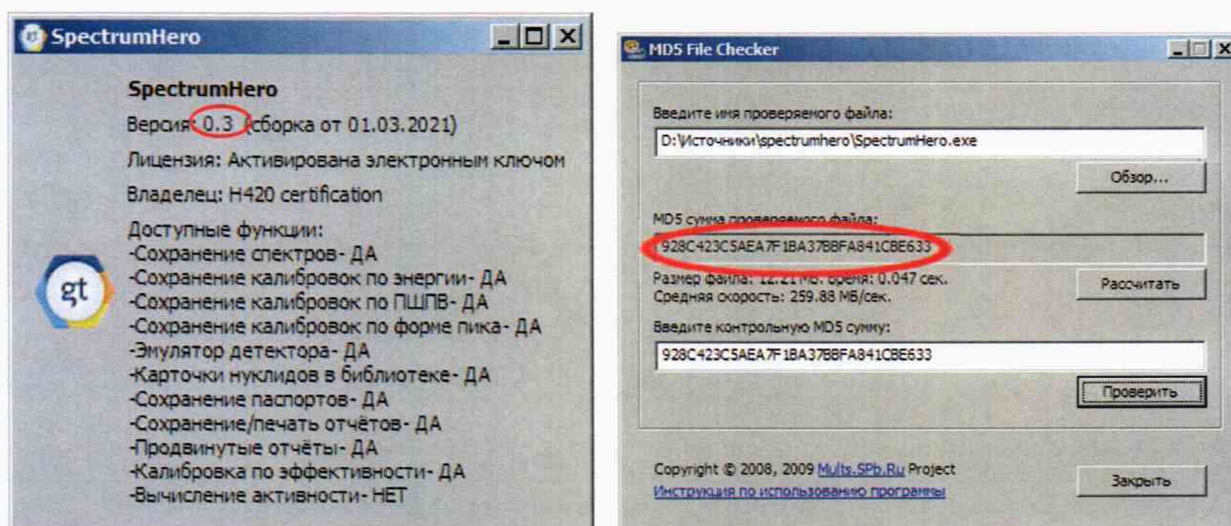 SpectrumHero
SpectrumHero
Версия: 0.3 (сборка от 01.03.2021)
Лицензия: Активирована электронным ключом
Владелец: H420 certification
Доступные функции:
-Сохранение спектров- ДА
-Сохранение калибровок по энергии- ДА
-Сохранение калибровок по ПШПВ- ДА
-Сохранение калибровок по форме пика- ДА
-Эмулятор детектора- ДА
-Карточки нуклидов в библиотеке- ДА
-Сохранение паспортов- ДА
-Сохранение/печать отчётов- ДА
-Продвинутые отчёты- ДА
-Калибровка по эффективности- ДА
-Вычисление активности- НЕТ
gt
MD5 File Checker
Введите имя проверяемого файла:
D:\Источники\spectrumhero\SpectrumHero.exe
Обзор...
MD5 сумма проверяемого файла:
928C423C5AEA7F1BA37BBFA841CBE633
Размер файла: 12.21 МБ. Время: 0.047 сек.
Средняя скорость: 259.88 МБ/сек.
Рассчитать
Введите контрольную MD5 сумму:
928C423C5AEA7F1BA37BBFA841CBE633
Проверить
Copyright © 2008, 2009 Mults.SPb.Ru Project
Инструкция по использованию программы
Закрыть